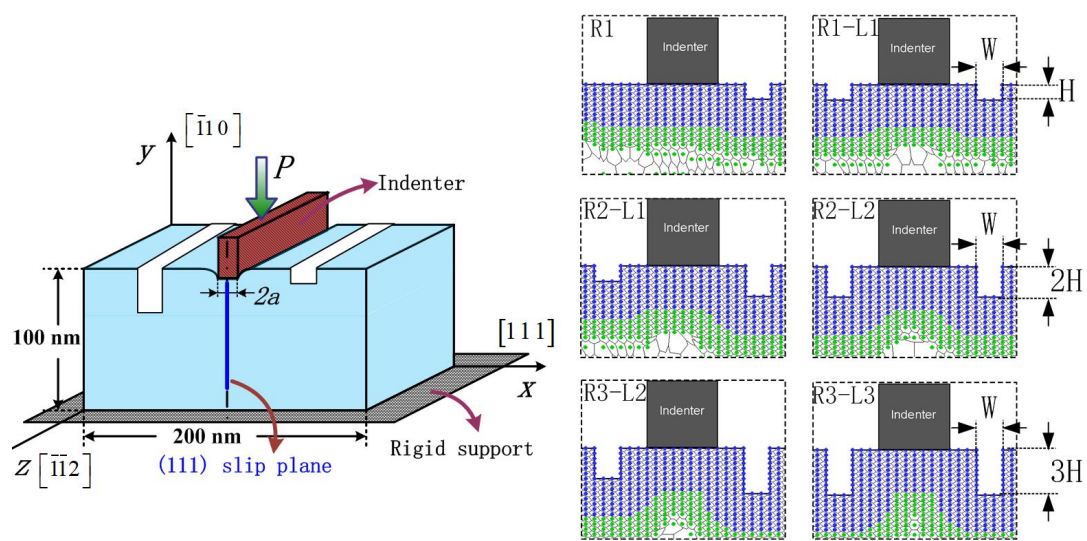 [1̅10]
y
P
Indenter
2a
100 nm
[111]
x
200 nm
Z [1̅1̅2]
(111) slip plane
Rigid support
R1
Indenter
R1-L1
Indenter
W
H
R2-L1
Indenter
R2-L2
Indenter
W
2H
R3-L2
Indenter
R3-L3
Indenter
W
3H